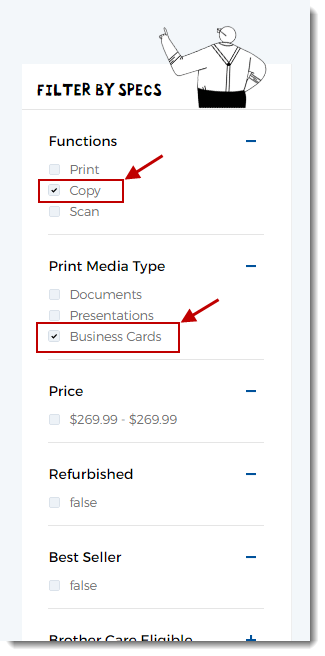 FILTER BY SPECS
Functions
Print
Copy
Scan
Print Media Type
Documents
Presentations
Business Cards
Price
$269.99 - $269.99
Refurbished
false
Best Seller
false
Brother Care Eligible